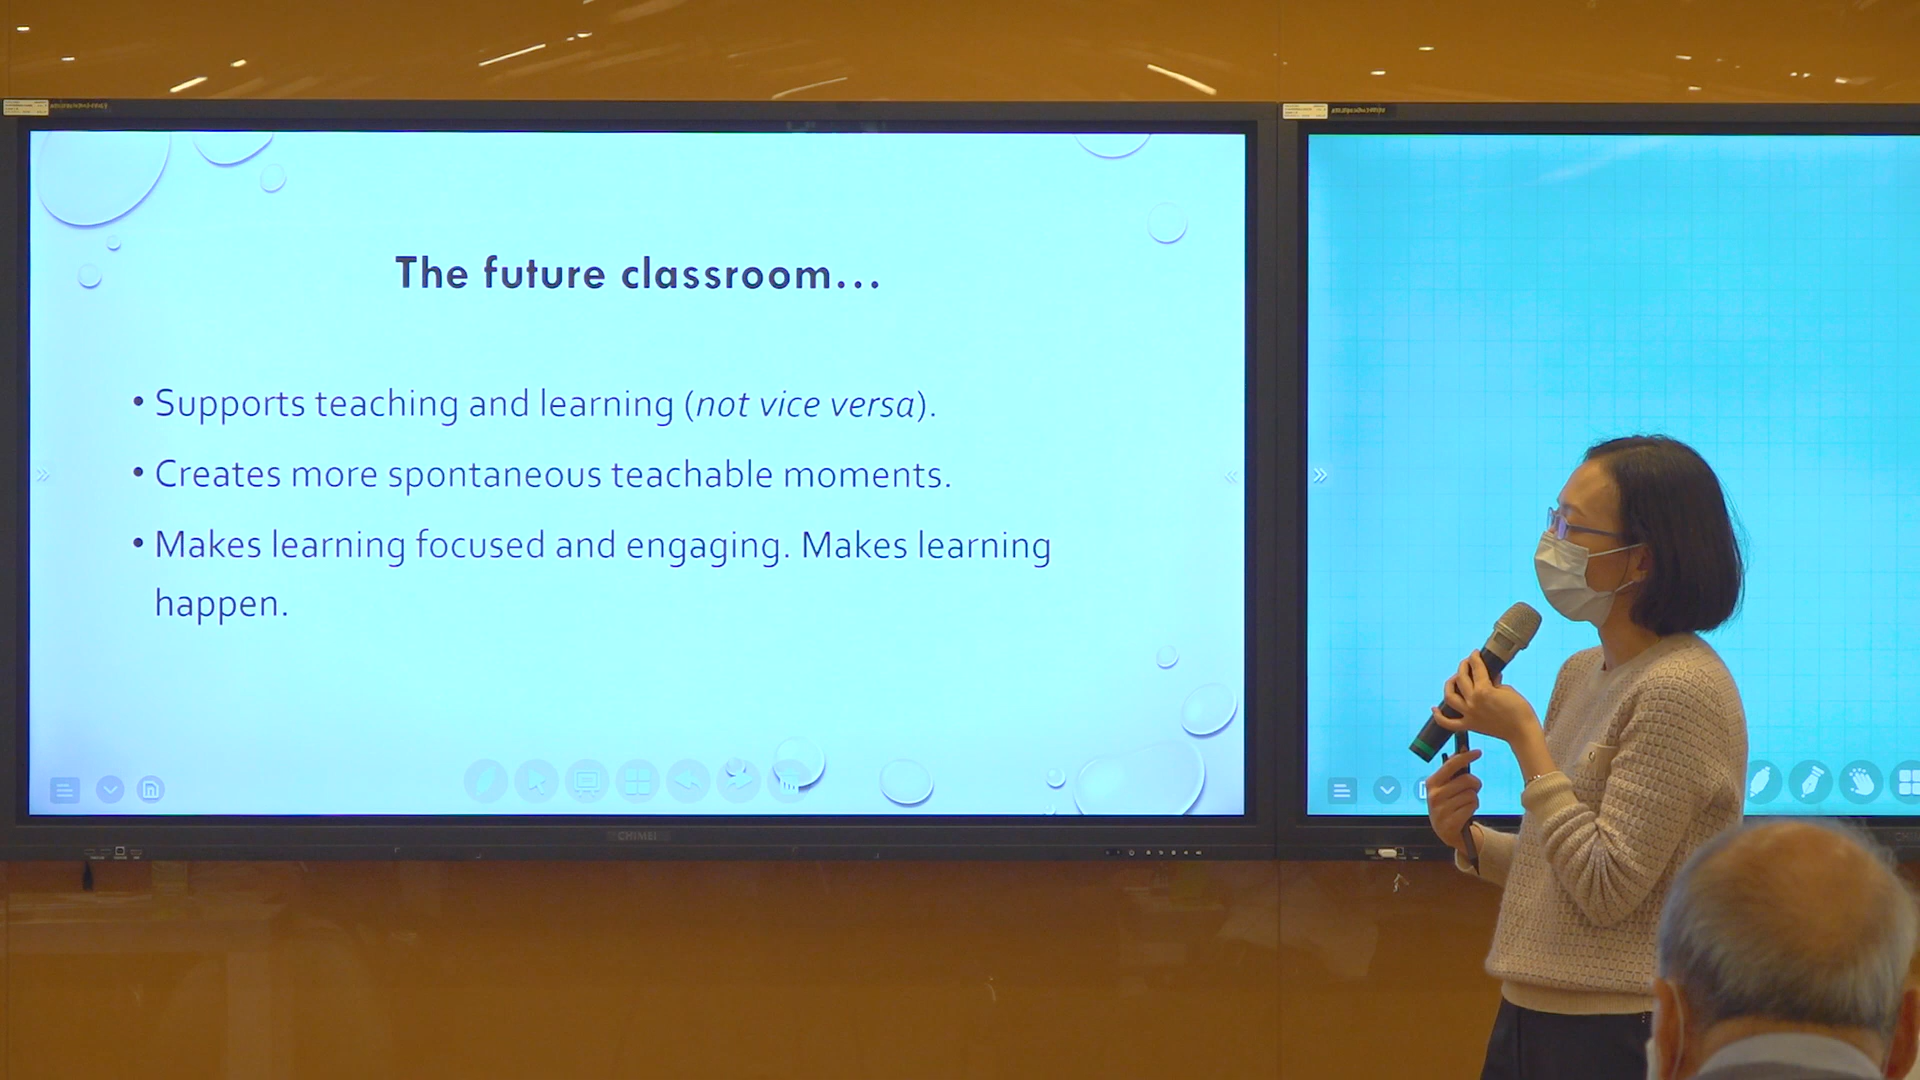 The future classroom...
• Supports teaching and learning (not vice versa).
• Creates more spontaneous teachable moments.
• Makes learning focused and engaging. Makes learning
happen.
CHIMEI